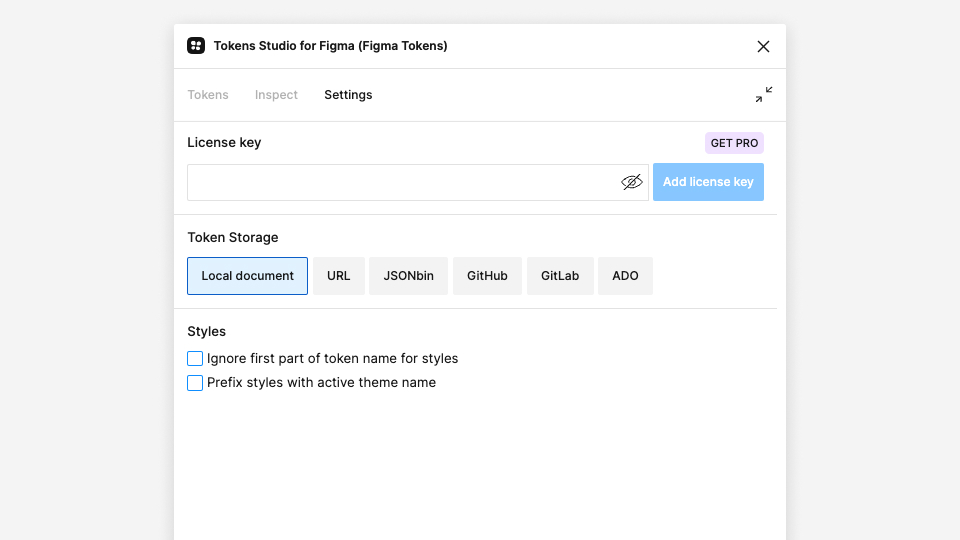 Tokens Studio for Figma (Figma Tokens)
Tokens Inspect Settings
License key GET PRO
Add license key
Token Storage
Local document URL JSONbin GitHub GitLab ADO
Styles
Ignore first part of token name for styles
Prefix styles with active theme name